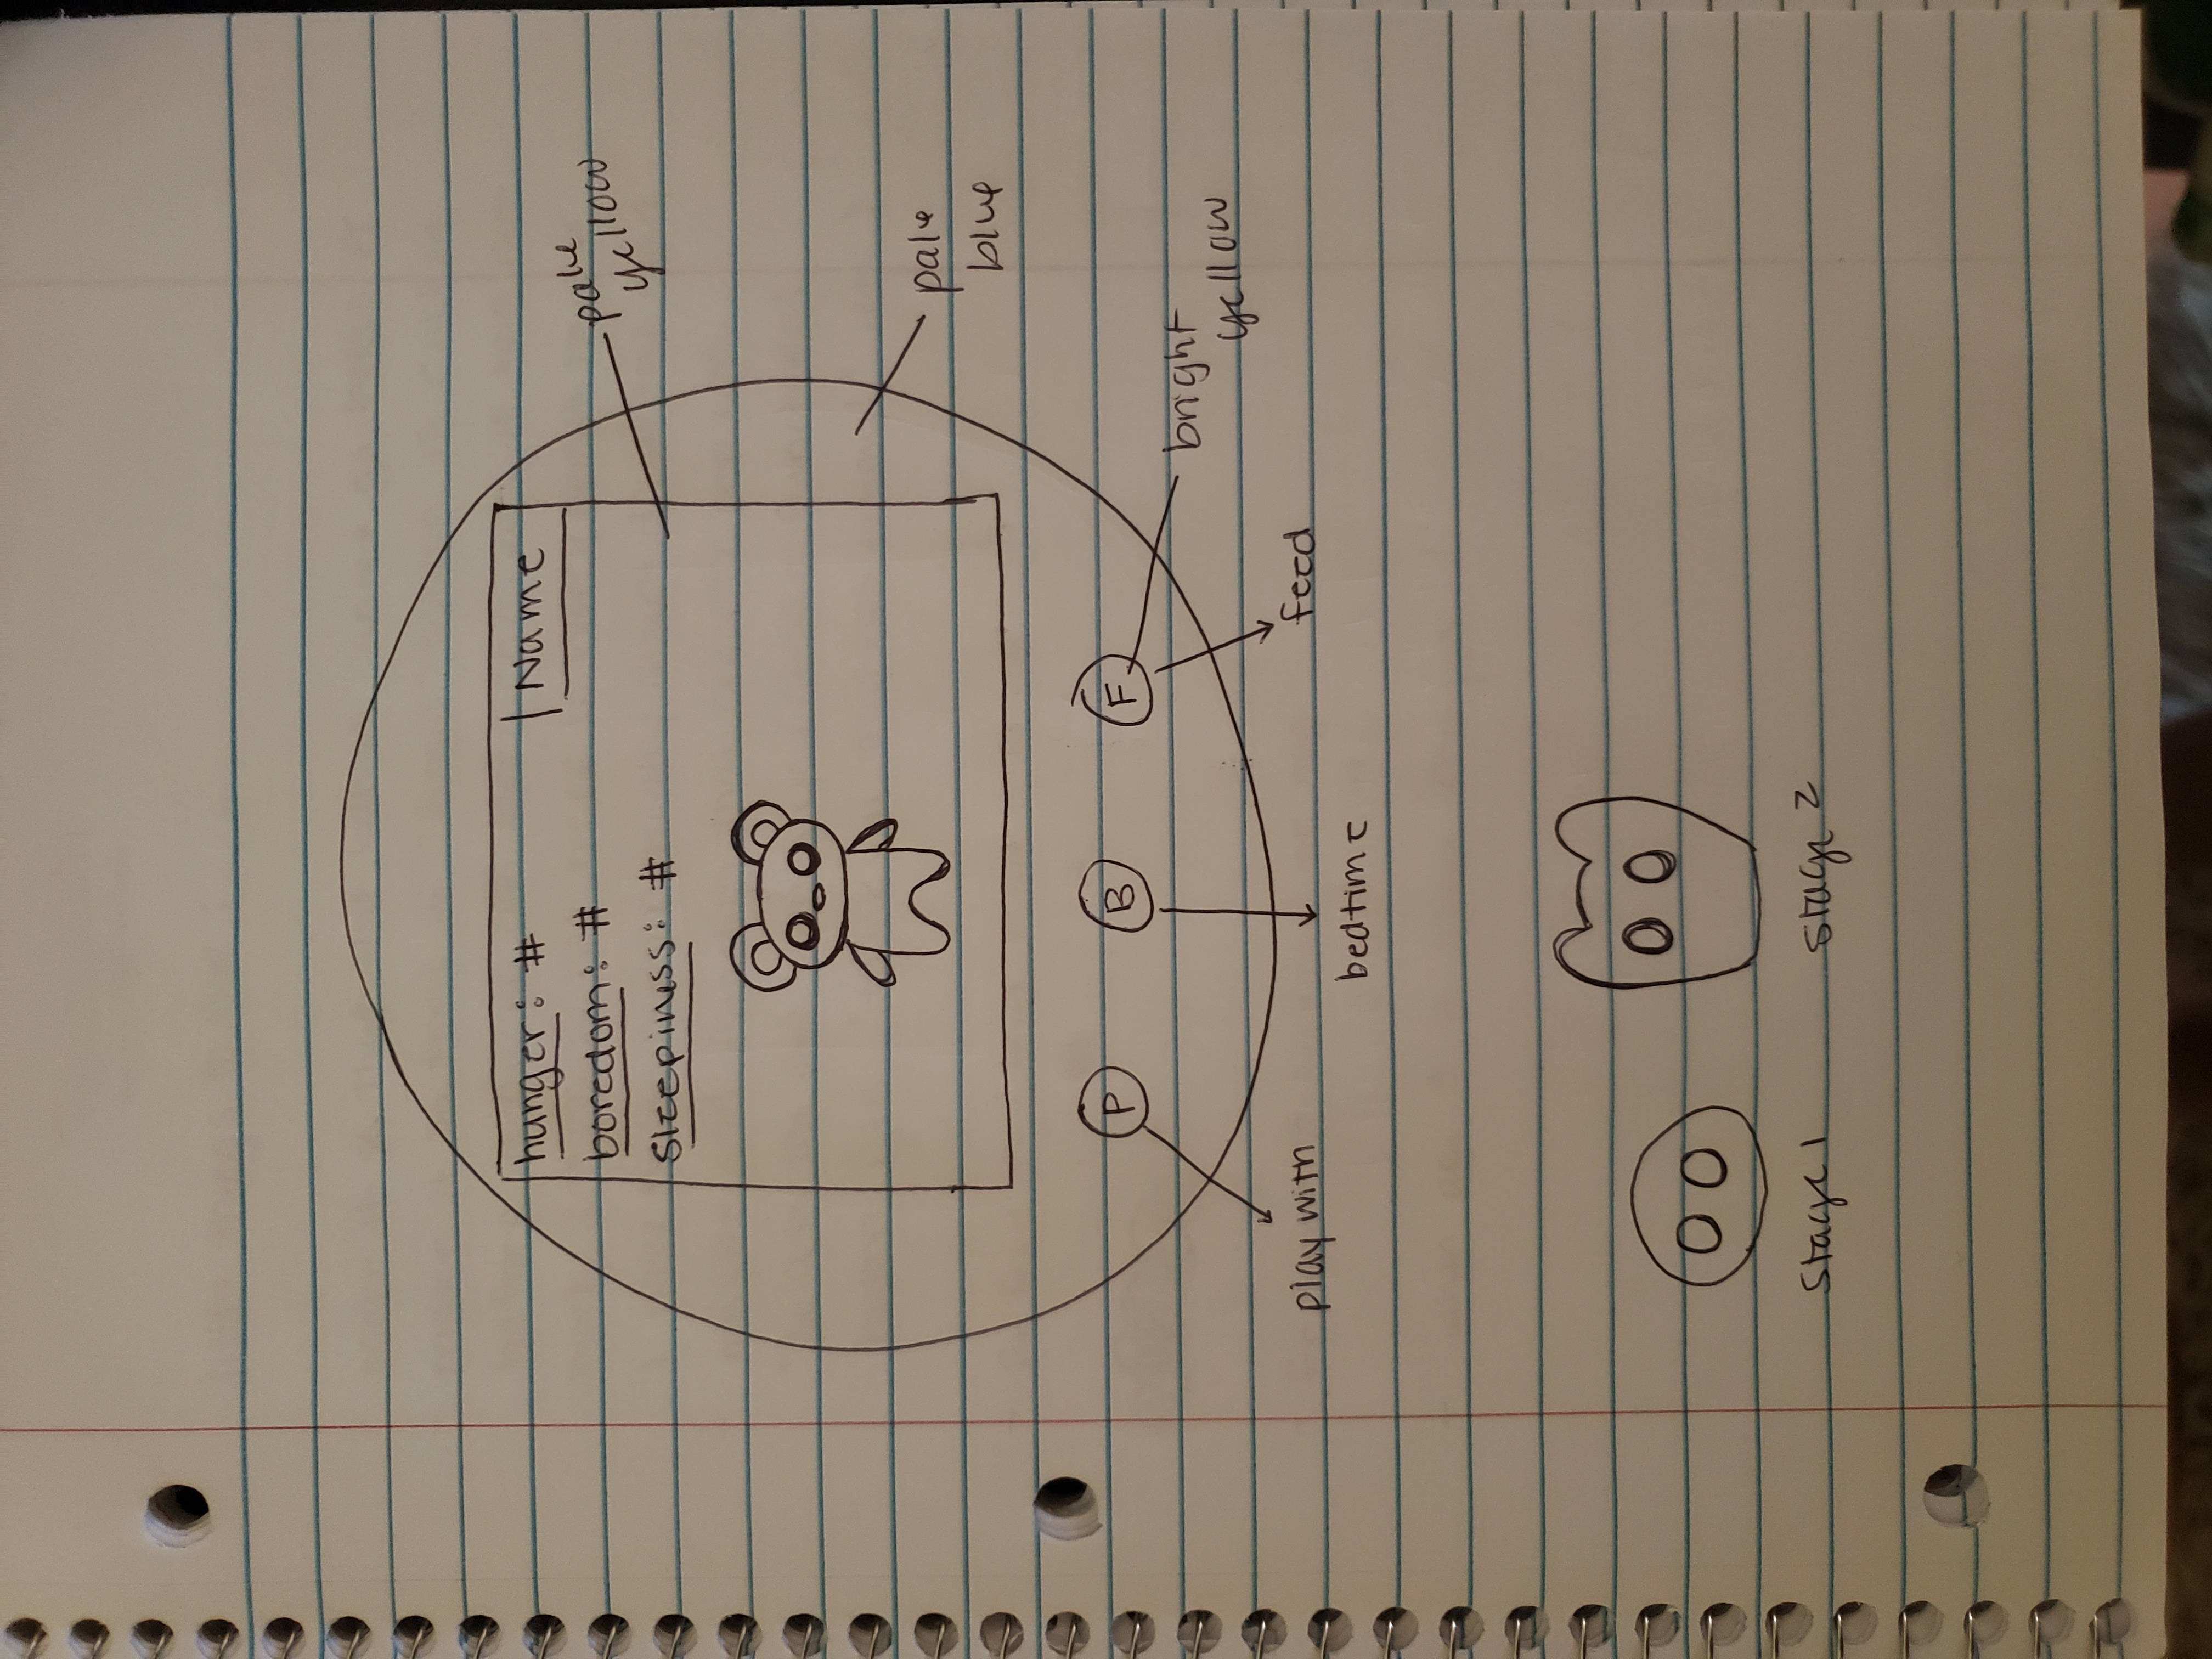 hunger: #
Name
boredom: #
sleepiness: #
pale
yellow
pale
blue
P
B
F
bright
yellow
play with
bedtime
feed
stage 1
stage 2